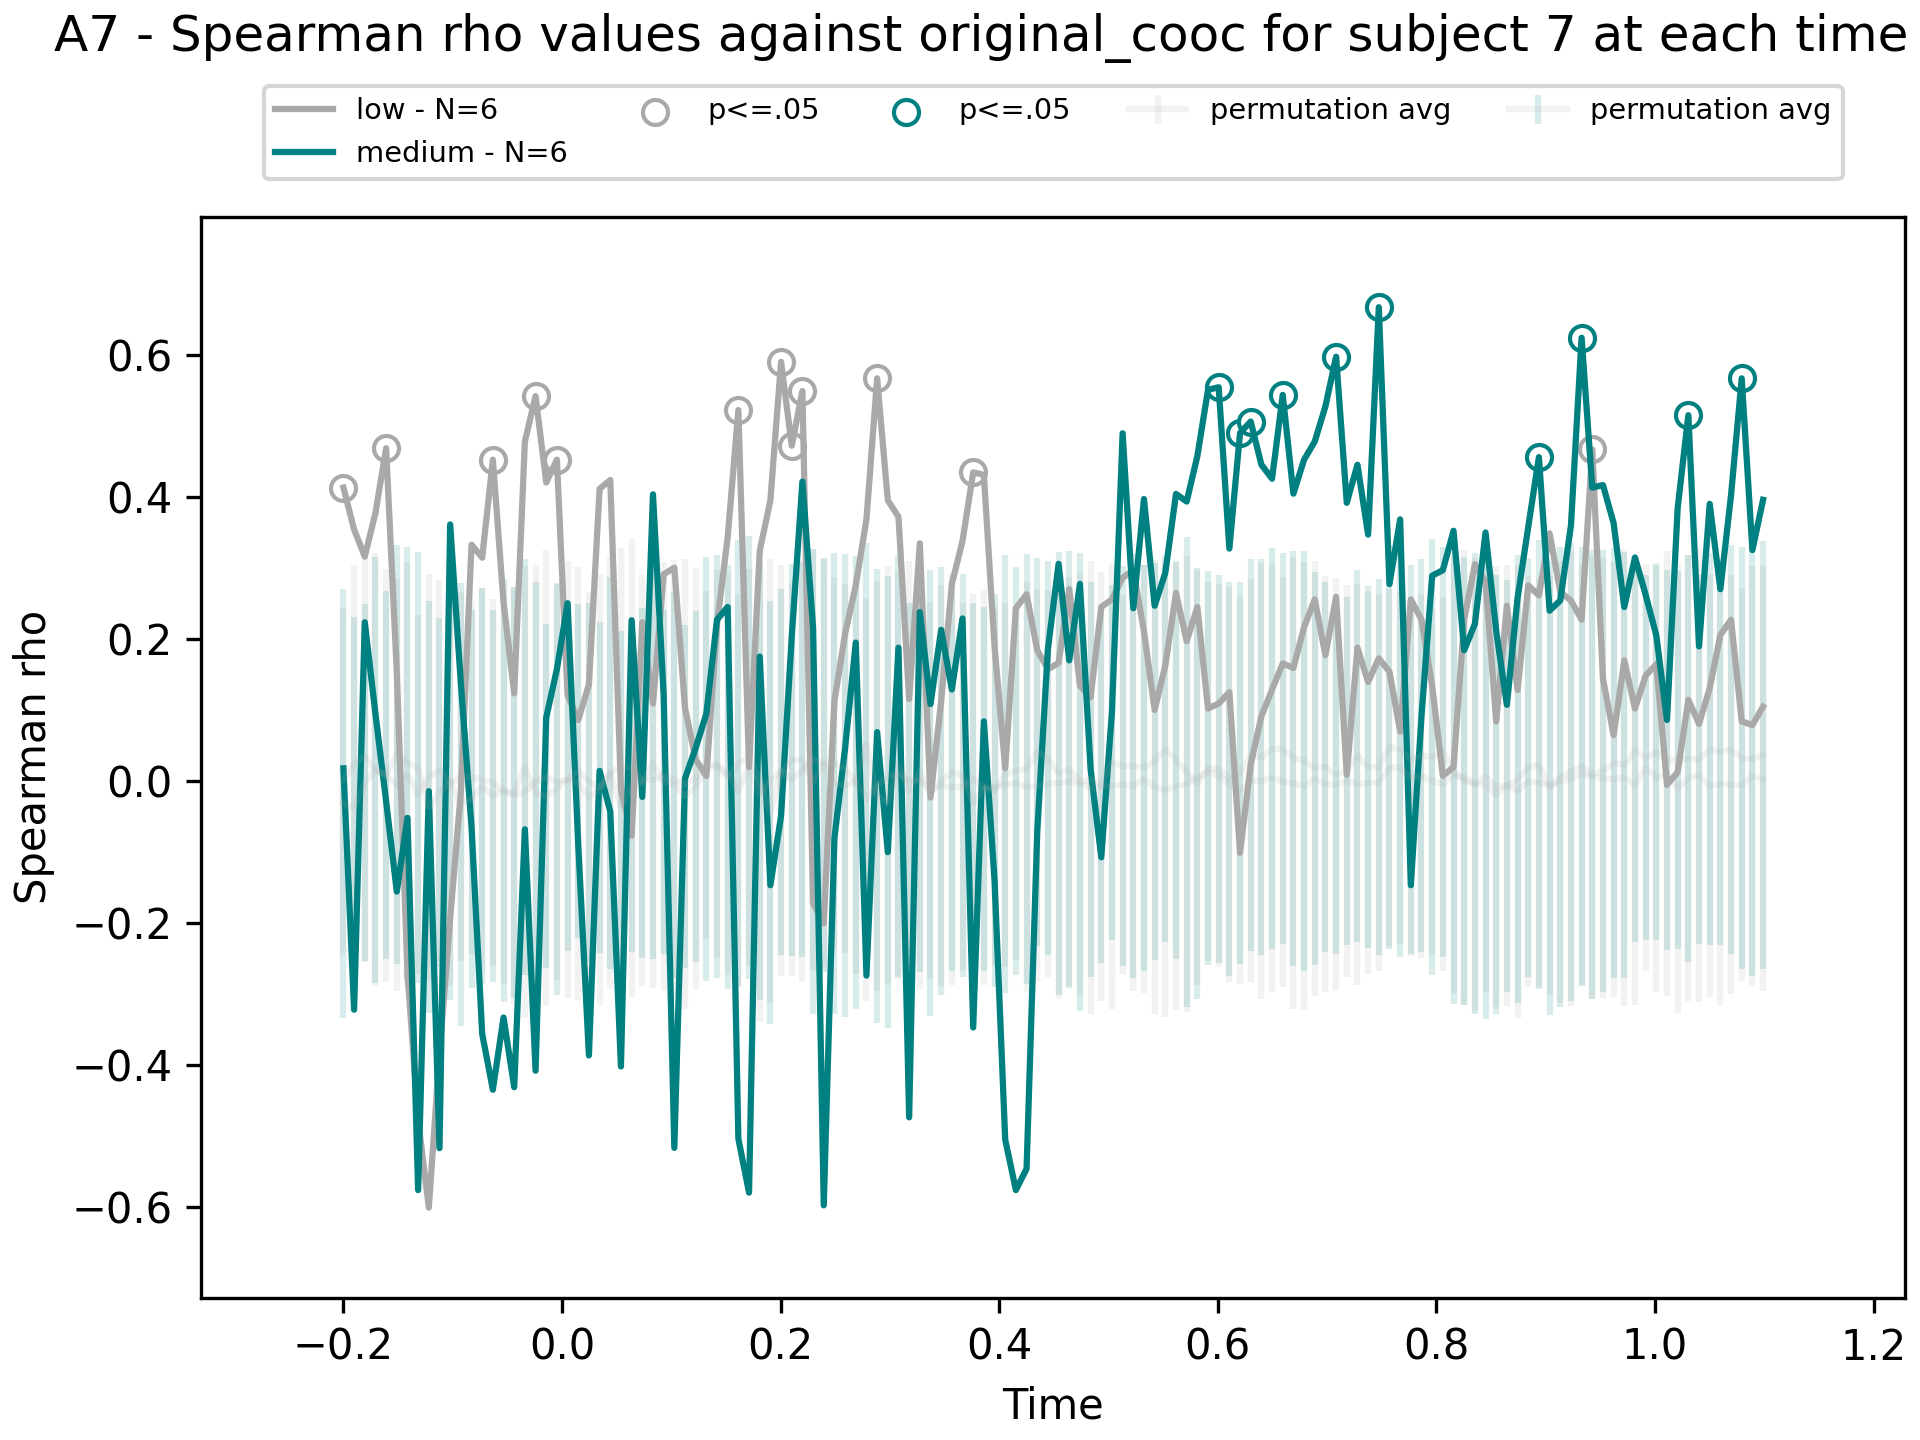 A7 - Spearman rho values against original_cooc for subject 7 at each time
low - N=6 p<=.05 p<=.05 permutation avg permutation avg
medium - N=6
0.6
0.4
0.2
0.0
−0.2
−0.4
−0.6
Spearman rho
−0.2 0.0 0.2 0.4 0.6 0.8 1.0 1.2
Time